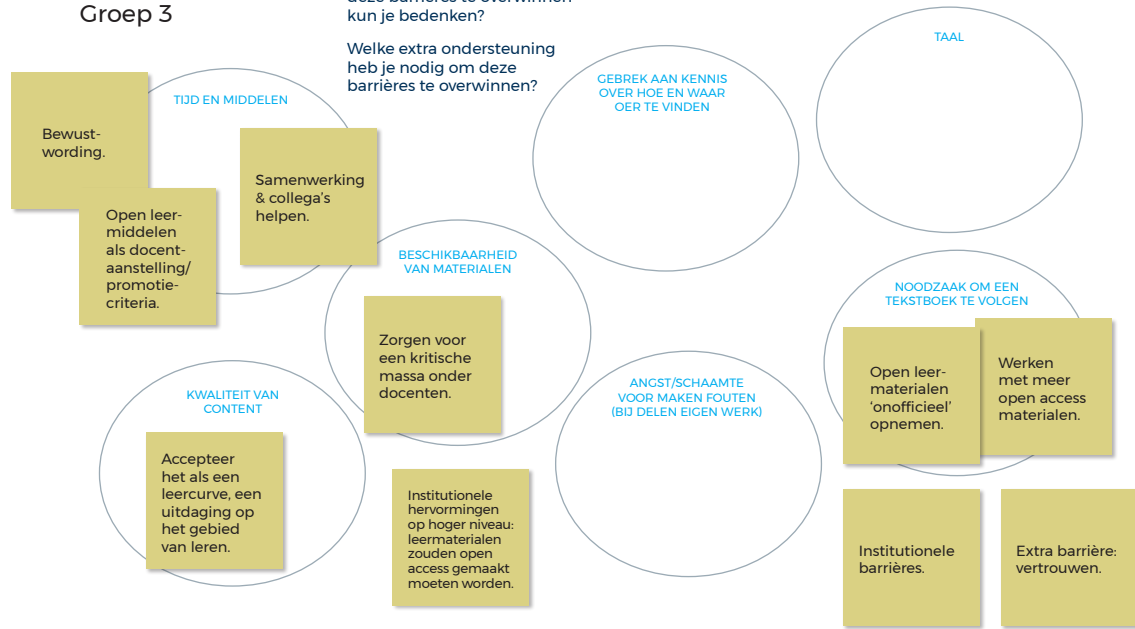 Groep 3
deze barrières te overwinnen
kun je bedenken?
Welke extra ondersteuning
heb je nodig om deze
barrières te overwinnen?
TIJD EN MIDDELEN
Bewust-
wording.
Open leer-
middelen
als docent-
aanstelling/
promotie-
criteria.
Samenwerking
& collega's
helpen.
GEBREK AAN KENNIS
OVER HOE EN WAAR
OER TE VINDEN
TAAL
BESCHIKBAARHEID
VAN MATERIALEN
Zorgen voor
een kritische
massa onder
docenten.
NOODZAAK OM EEN
TEKSTBOEK TE VOLGEN
Open leer-
materialen
‘onofficieel’
opnemen.
Werken
met meer
open access
materialen.
KWALITEIT VAN
CONTENT
Accepteer
het als een
leercurve, een
uitdaging op
het gebied
van leren.
Institutionele
hervormingen
op hoger niveau:
leermaterialen
zouden open
access gemaakt
moeten worden.
ANGST/SCHAAMTE
VOOR MAKEN FOUTEN
(BIJ DELEN EIGEN WERK)
Institutionele
barrières.
Extra barrière:
vertrouwen.